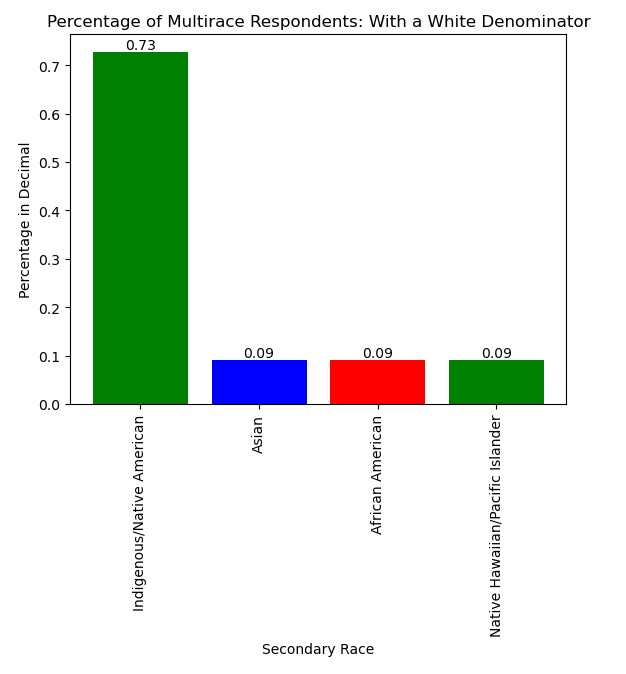 Percentage of Multirace Respondents: With a White Denominator
0.73
0.7
0.6
0.5
0.4
0.3
0.2
0.1
0.0
Percentage in Decimal
0.09
0.09
0.09
Indigenous/Native American
Asian
African American
Native Hawaiian/Pacific Islander
Secondary Race